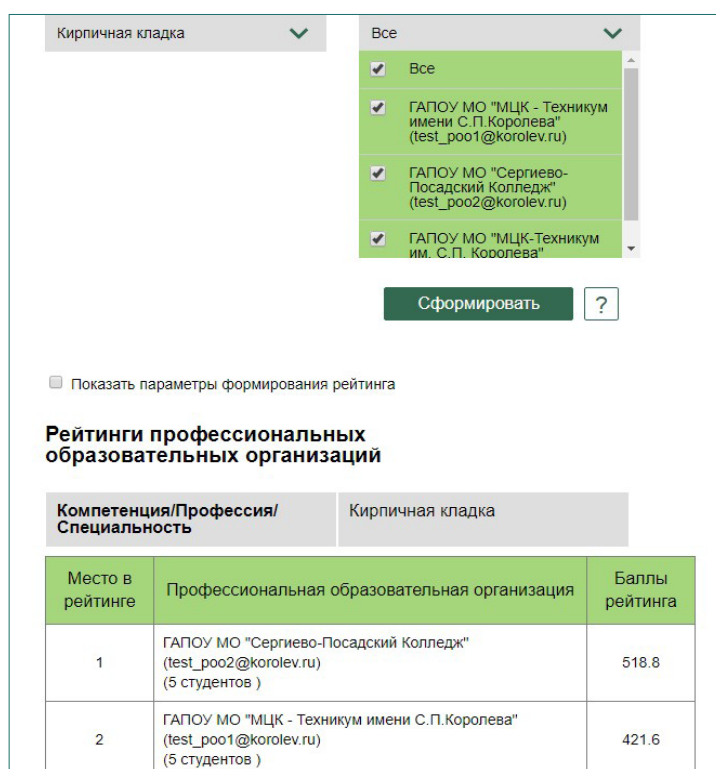 Кирпичная кладка
Все
Все
ГАПОУ МО "МЦК - Техникум
имени С.П.Королева"
(test_poo1@korolev.ru)
ГАПОУ МО "Сергиево-
Посадский Колледж"
(test_poo2@korolev.ru)
ГАПОУ МО "МЦК-Техникум
им. С.П. Королева"
Сформировать
?
Показать параметры формирования рейтинга
Рейтинги профессиональных
образовательных организаций
Компетенция/Профессия/
Специальность
Кирпичная кладка
Место в
рейтинге
Профессиональная образовательная организация
Баллы
рейтинга
1
ГАПОУ МО "Сергиево-Посадский Колледж"
(test_poo2@korolev.ru)
(5 студентов )
518.8
2
ГАПОУ МО "МЦК - Техникум имени С.П.Королева"
(test_poo1@korolev.ru)
(5 студентов )
421.6